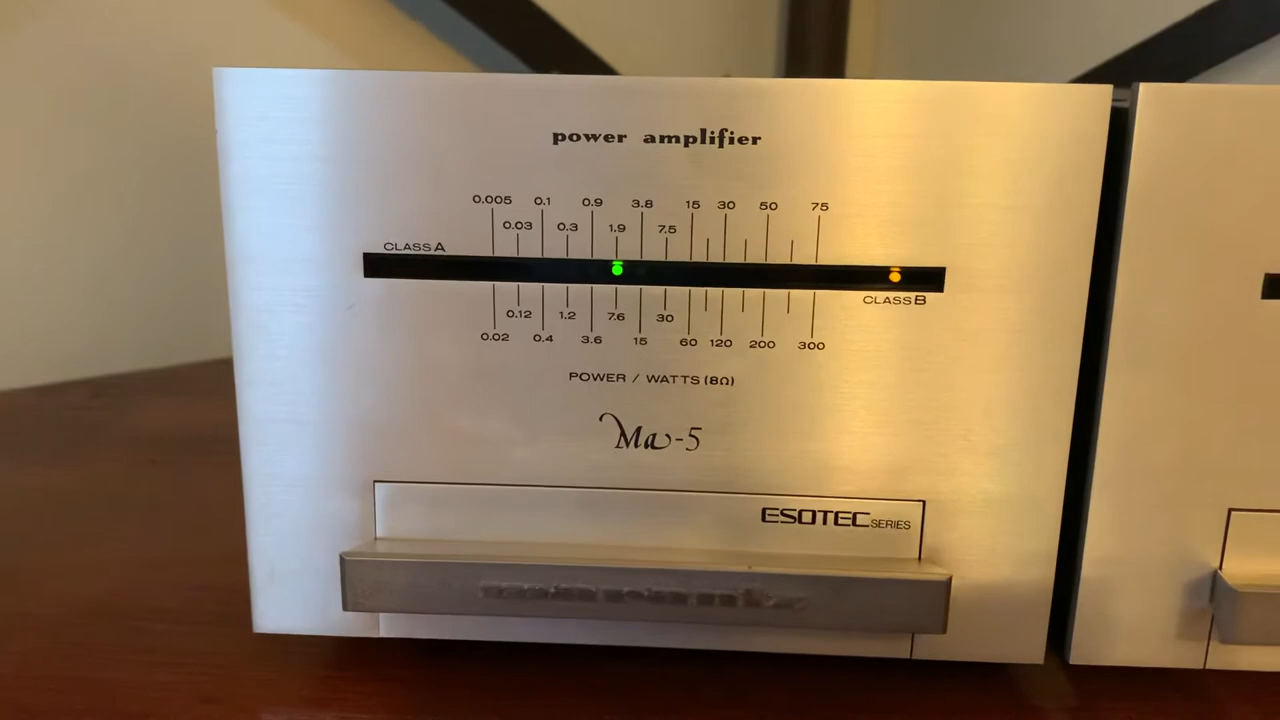 power amplifier
0.005 0.1 0.9 3.8 15 30 50 75
0.03 0.3 1.9 7.5
CLASS A
CLASS B
0.12 1.2 7.6 30
0.02 0.4 3.6 15 60 120 200 300
POWER / WATTS (8Ω)
Ma-5
ESOTEC SERIES
marantz